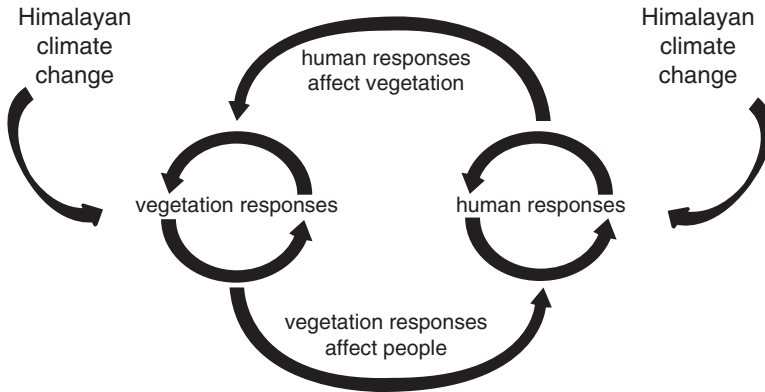 Himalayan
climate
change
human responses
affect vegetation
Himalayan
climate
change
vegetation responses
human responses
vegetation responses
affect people